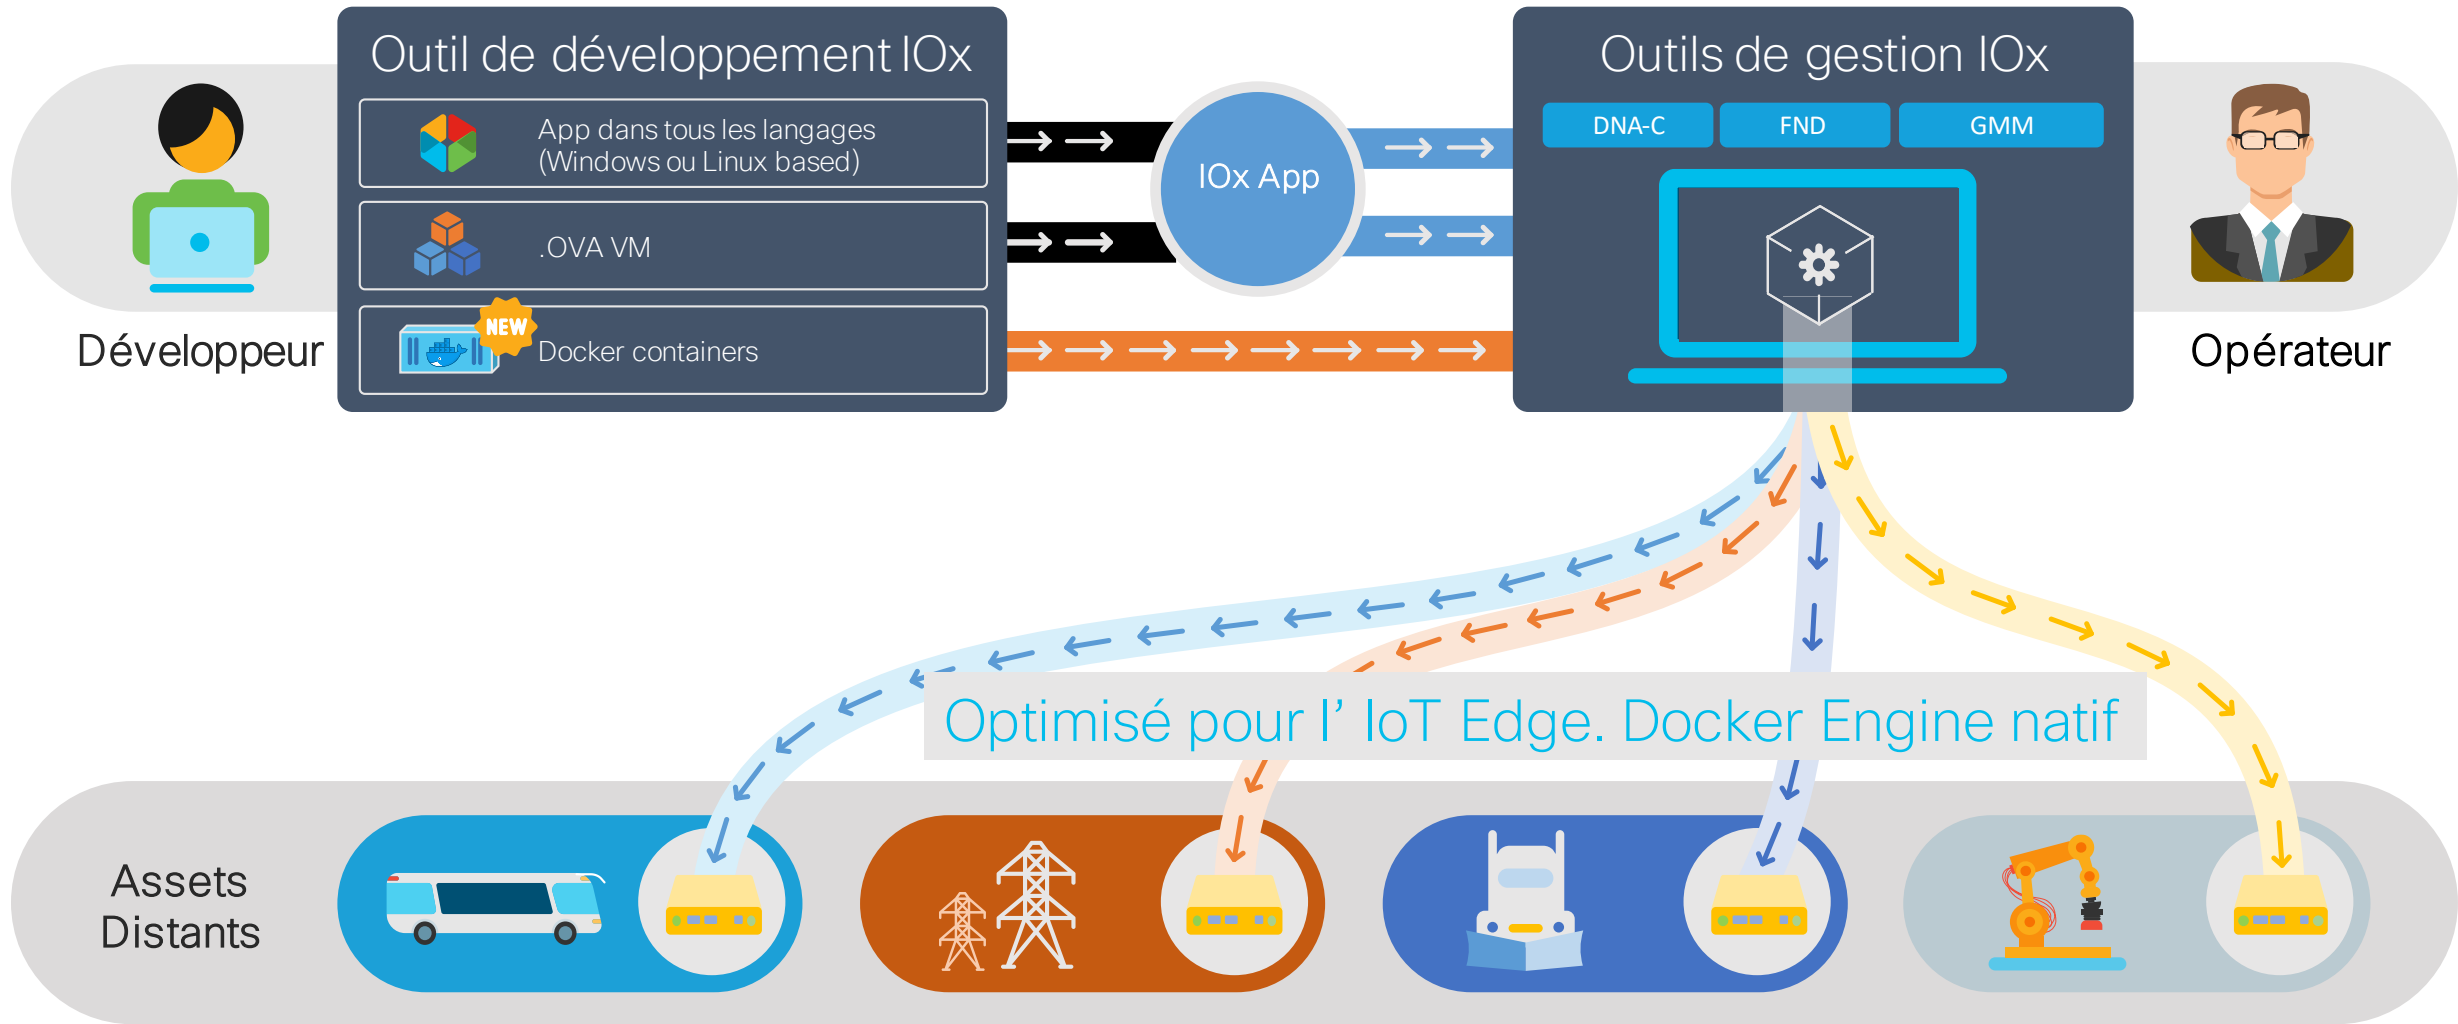 Outil de développement IOx
App dans tous les langages
(Windows ou Linux based)
.OVA VM
NEW
Docker containers
Développeur
IOx App
Outils de gestion IOx
DNA-C
FND
GMM
Opérateur
Optimisé pour l’ IoT Edge. Docker Engine natif
Assets
Distants